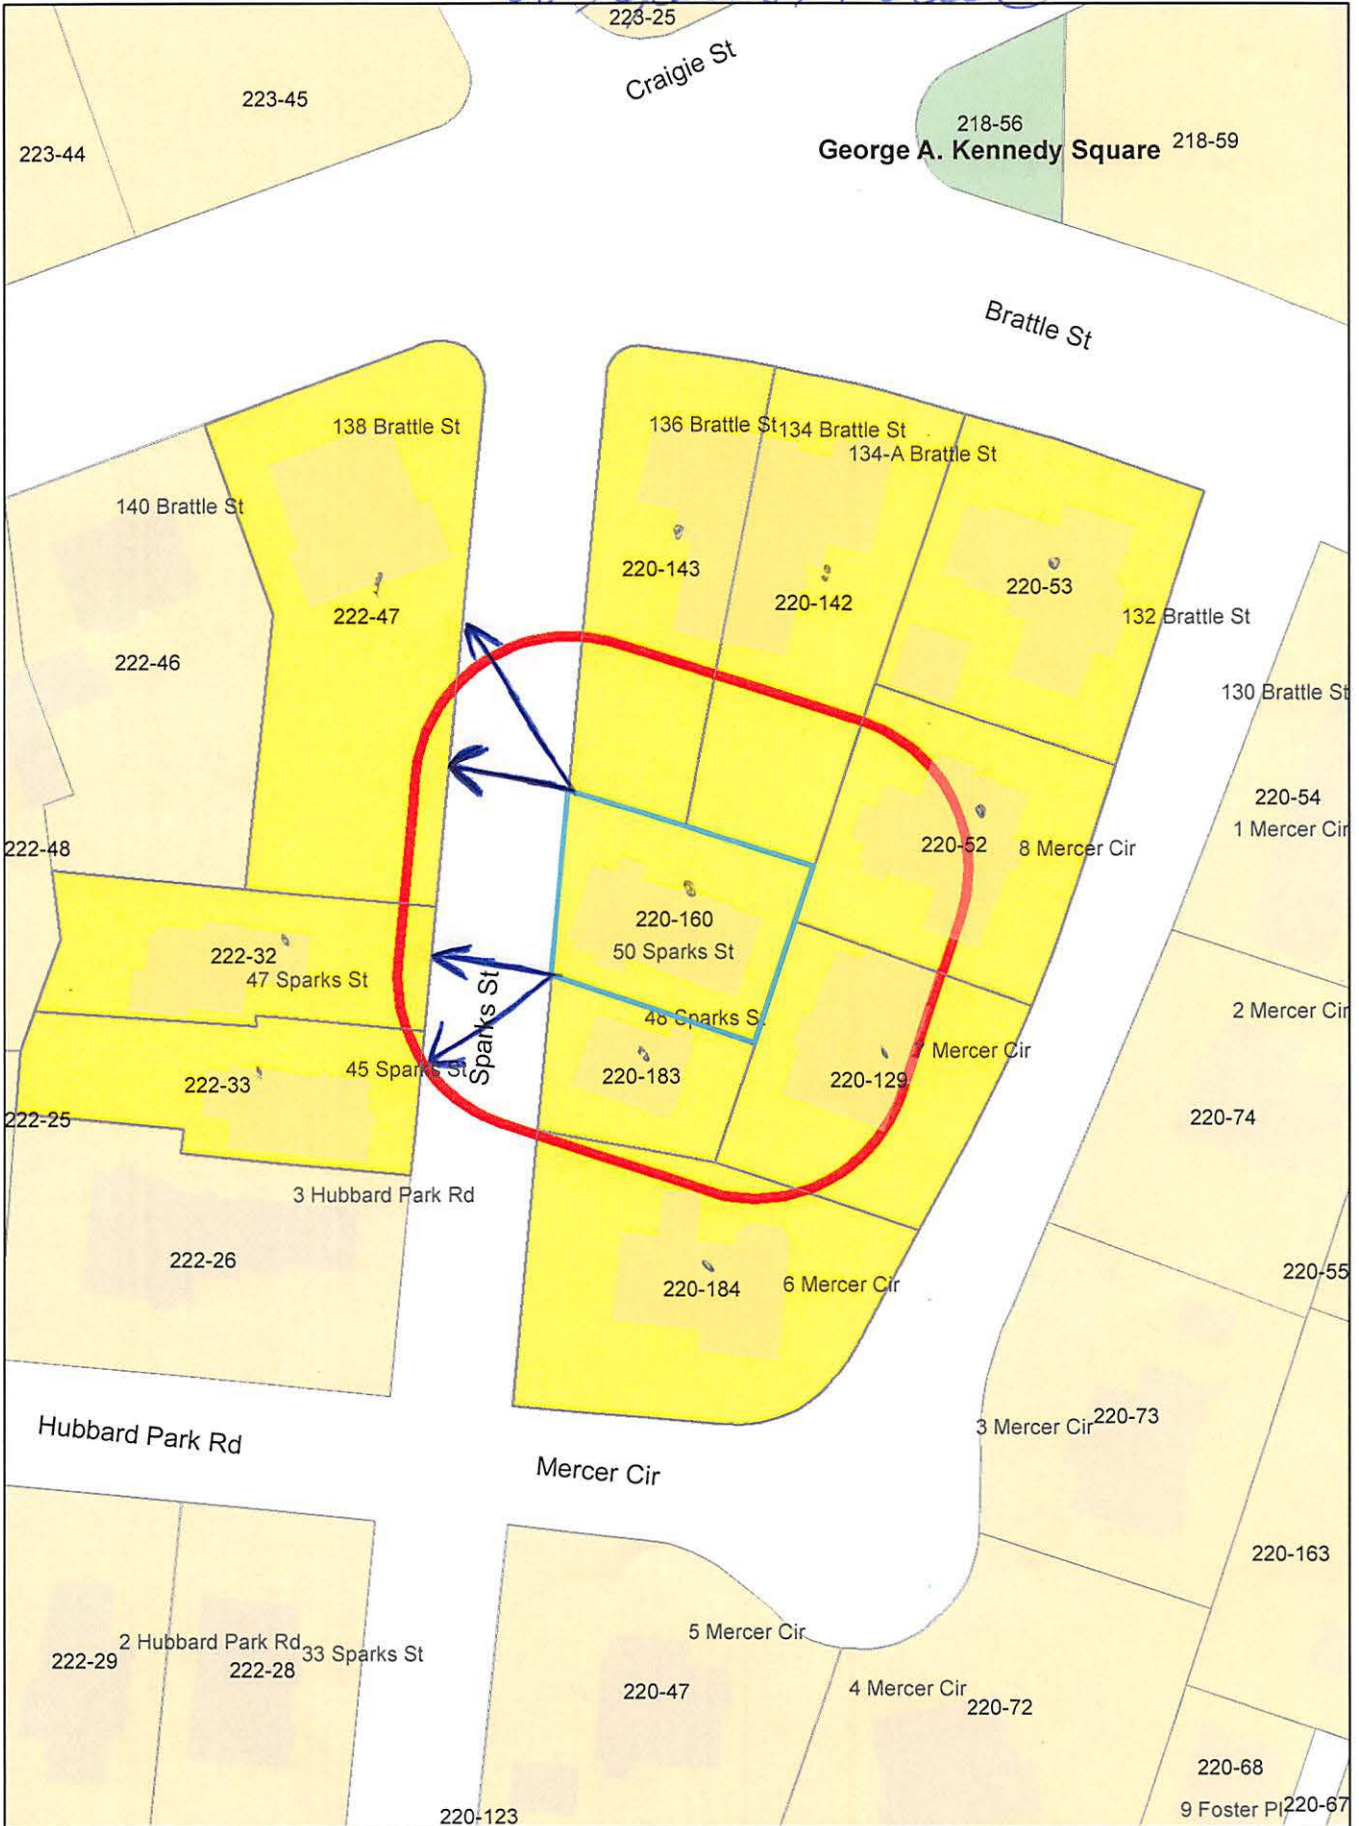 223-25
Craigie St
223-45
218-56
218-59
George A. Kennedy Square
223-44
Brattle St
138 Brattle St
136 Brattle St
134 Brattle St
134-A Brattle St
140 Brattle St
220-143
220-142
220-53
222-47
132 Brattle St
222-46
130 Brattle St
220-54
1 Mercer Cir
222-48
220-52
8 Mercer Cir
220-160
50 Sparks St
222-32
47 Sparks St
48 Sparks St
2 Mercer Cir
Sparks St
7 Mercer Cir
45 Sparks St
220-183
220-129
222-33
222-25
220-74
3 Hubbard Park Rd
222-26
220-184
6 Mercer Cir
220-55
Hubbard Park Rd
Mercer Cir
3 Mercer Cir
220-73
220-163
2 Hubbard Park Rd
33 Sparks St
5 Mercer Cir
222-29
222-28
220-47
4 Mercer Cir
220-72
220-68
9 Foster Pl
220-67
220-123